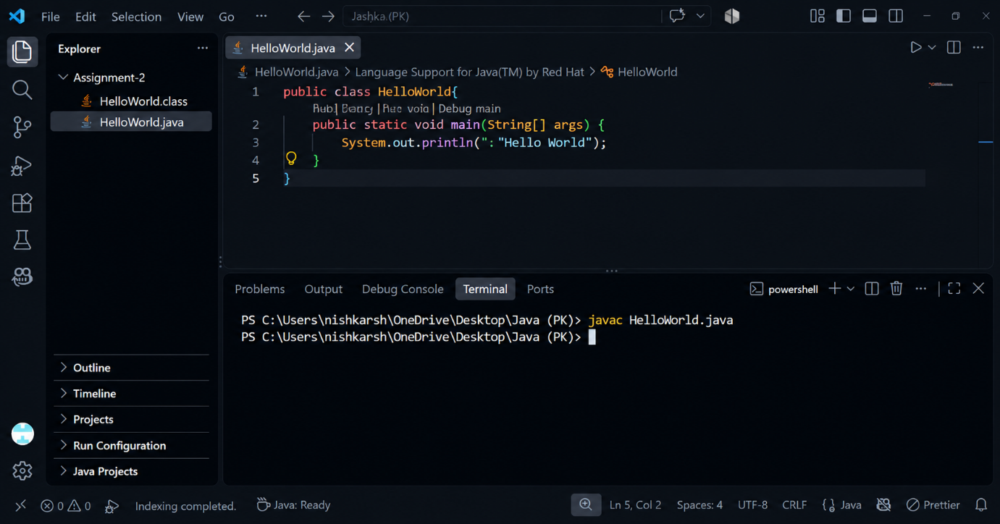 File Edit Selection View Go ···
Jashka (PK)
Explorer ···
Assignment-2
HelloWorld.class
HelloWorld.java
Outline
Timeline
Projects
Run Configuration
Java Projects
HelloWorld.java
HelloWorld.java > Language Support for Java(TM) by Red Hat > HelloWorld
1 public class HelloWorld{
void | Debug main
2 public static void main(String[] args) {
3 System.out.println(":"Hello World");
4 }
5 }
Problems Output Debug Console Terminal Ports
powershell
PS C:\Users\nishkarsh\OneDrive\Desktop\Java (PK)> javac HelloWorld.java
PS C:\Users\nishkarsh\OneDrive\Desktop\Java (PK)>
0 0 Indexing completed. Java: Ready Ln 5, Col 2 Spaces: 4 UTF-8 CRLF {} Java Prettier